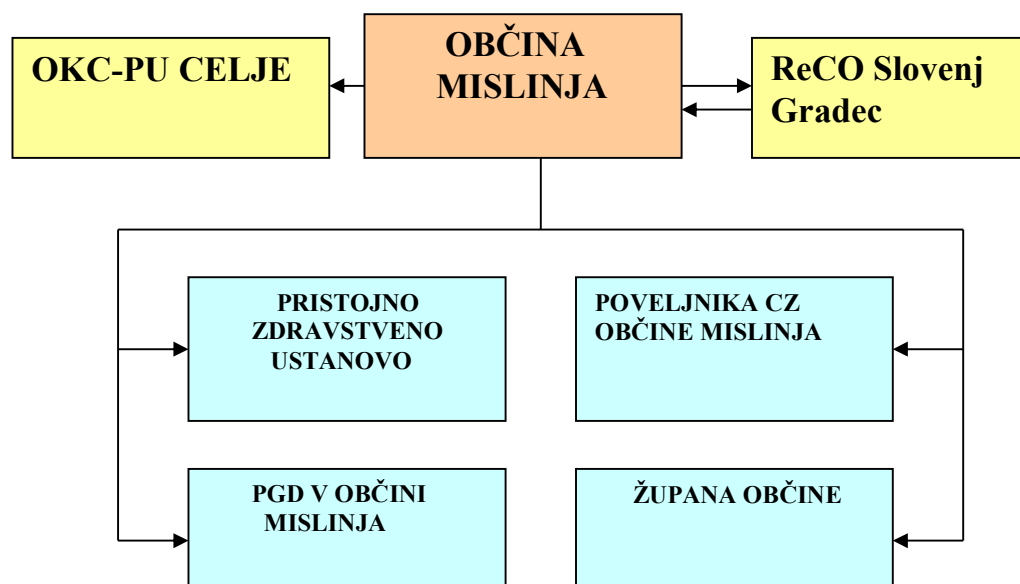 OKC-PU CELJE
OBČINA
MISLINJA
ReCO Slovenj
Gradec
PRISTOJNO
ZDRAVSTVENO
USTANOVO
POVELJNIKA CZ
OBČINE MISLINJA
PGD V OBČINI
MISLINJA
ŽUPANA OBČINE